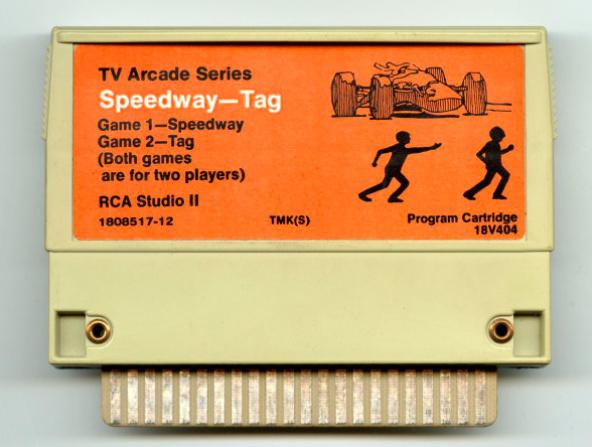 TV Arcade Series
Speedway—Tag
Game 1—Speedway
Game 2—Tag
(Both games
are for two players)
RCA Studio II
1808517-12 TMK(S) Program Cartridge
18V404